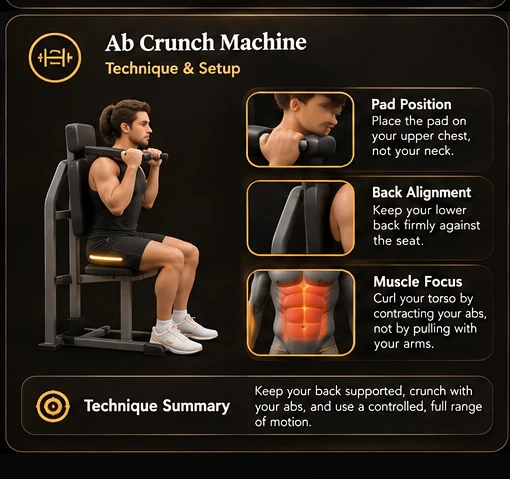 Ab Crunch Machine
Technique & Setup
Pad Position
Place the pad on
your upper chest,
not your neck.
Back Alignment
Keep your lower
back firmly against
the seat.
Muscle Focus
Curl your torso by
contracting your abs,
not by pulling with
your arms.
Technique Summary
Keep your back supported, crunch with
your abs, and use a controlled, full range
of motion.